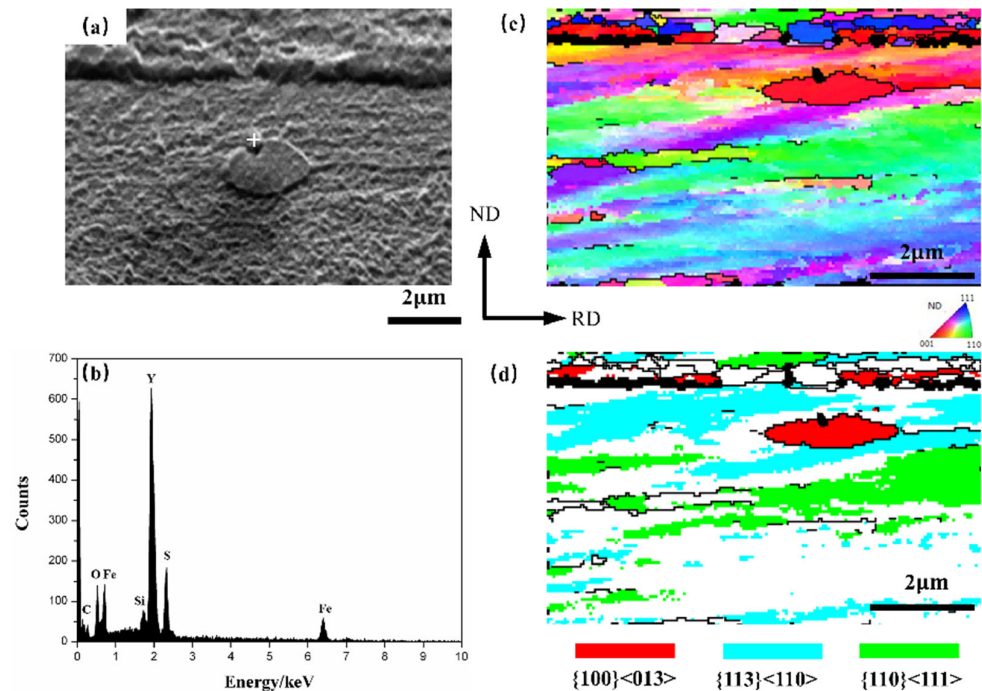 (a)
2μm
ND
RD
(b)
700
600
500
400
300
200
100
0
Counts
C
O
Fe
Si
Y
S
Fe
0 1 2 3 4 5 6 7 8 9 10
Energy/keV
(c)
2μm
ND
111
001
110
(d)
2μm
{100}<013> {113}<110> {110}<111>